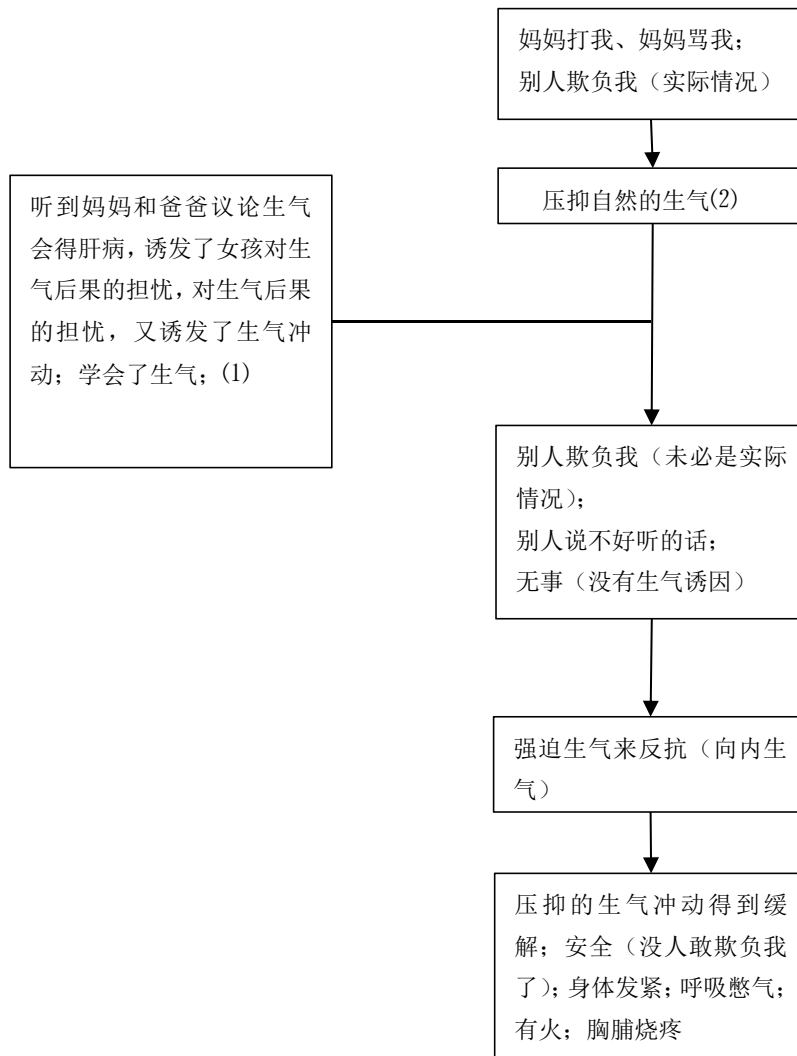 妈妈打我、妈妈骂我；
别人欺负我（实际情况）
压抑自然的生气(2)
听到妈妈和爸爸议论生气
会得肝病，诱发了女孩对生
气后果的担忧，对生气后果
的担忧，又诱发了生气冲
动；学会了生气；(1)
别人欺负我（未必是实际
情况）；
别人说不好听的话；
无事（没有生气诱因）
强迫生气来反抗（向内生
气）
压抑的生气冲动得到缓
解；安全（没人敢欺负我
了）；身体发紧；呼吸憋气；
有火；胸脯烧疼